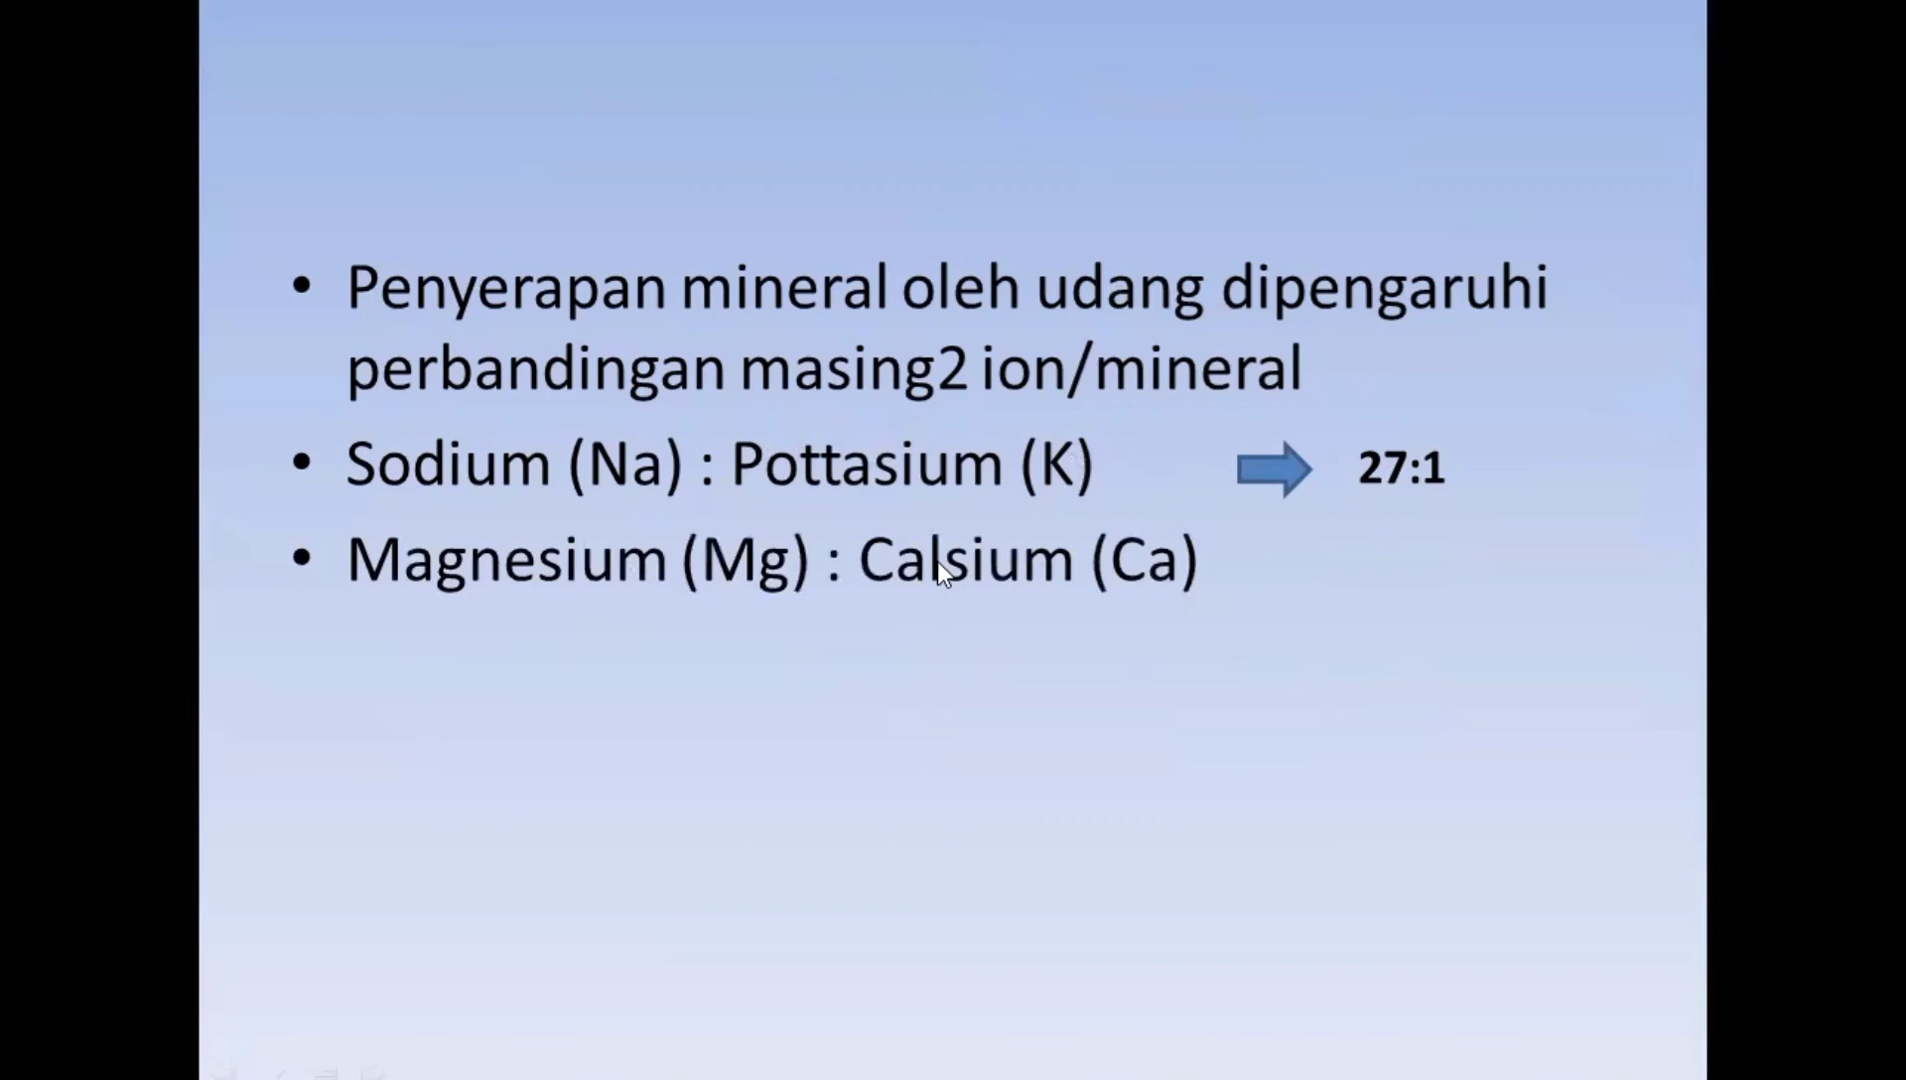 • Penyerapan mineral oleh udang dipengaruhi
perbandingan masing2 ion/mineral
• Sodium (Na) : Pottasium (K) 27:1
• Magnesium (Mg) : Calsium (Ca)